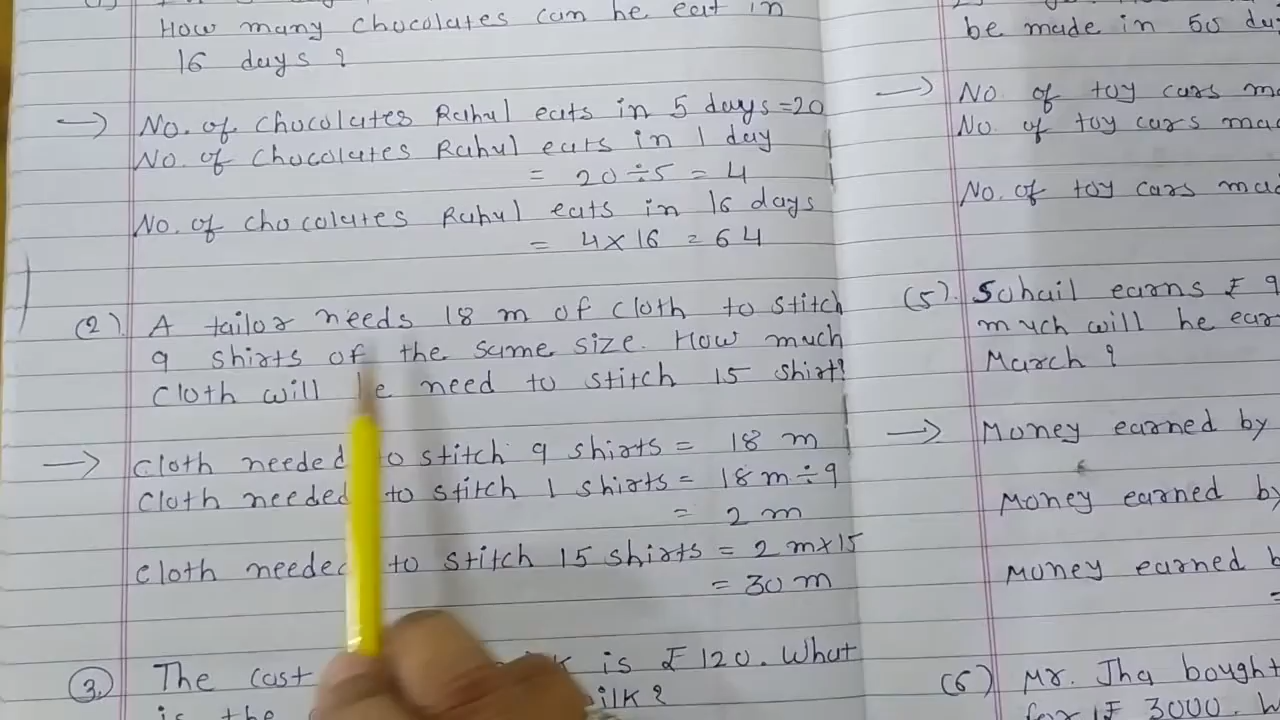 How many chocolates can he eat in
16 days ?
→ No. of chocolates Rahul eats in 5 days = 20
No. of chocolates Rahul eats in 1 day
= 20 ÷ 5 = 4
No. of chocolates Rahul eats in 16 days
= 4 × 16 = 64
(2). A tailor needs 18 m of cloth to stitch
9 shirts of the same size. How much
cloth will be need to stitch 15 shirt?
→ cloth needed to stitch 9 shirts = 18 m
cloth needed to stitch 1 shirts = 18 m ÷ 9
= 2 m
cloth needed to stitch 15 shirts = 2 m × 15
= 30 m
3. The cost is ₹ 120. What
is the milk?
be made in 50
→ No of toy cars
No. of toy cars
No. of toy cars
(5). Sohail earns ₹ 9
much will he
March ?
→ Money earned by
Money earned by
Money earned
=
(6) Mr. Jha bought
for ₹ 3000.